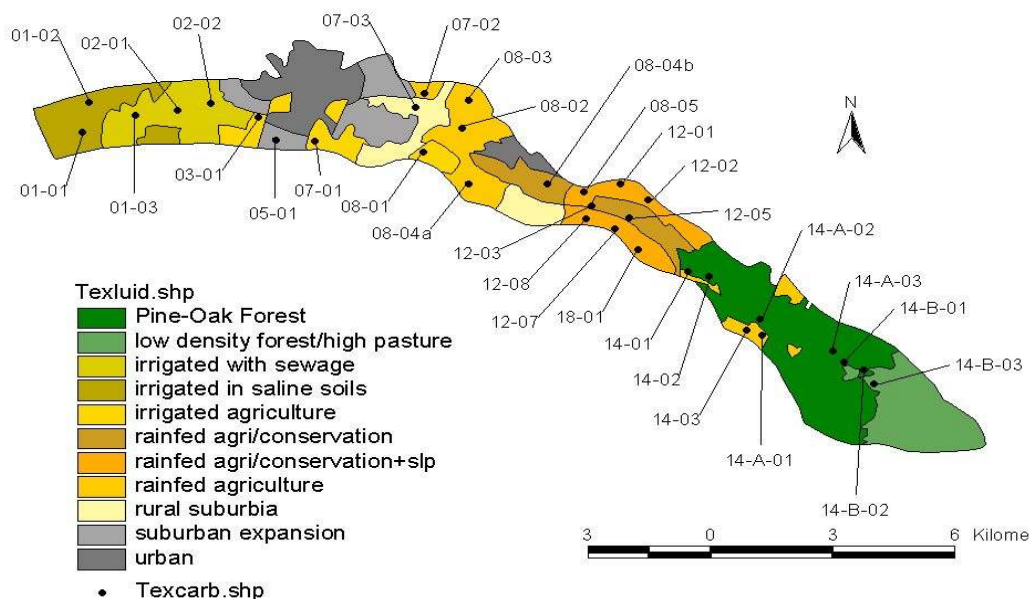 07-03
02-02
07-02
01-02
02-01
08-03
08-04b
08-02
08-05
N
12-01
12-02
03-01
01-01
07-01
12-05
01-03
05-01
08-01
14-A-02
08-04a
12-03
14-A-03
12-08
14-B-01
12-07
18-01
14-01
14-B-03
14-02
14-03
14-A-01
14-B-02
Texluid.shp
Pine-Oak Forest
low density forest/high pasture
irrigated with sewage
irrigated in saline soils
irrigated agriculture
rainfed agri/conservation
rainfed agri/conservation+slp
rainfed agriculture
rural suburbia
suburban expansion
urban
Texcarb.shp
3 0 3 6 Kilome